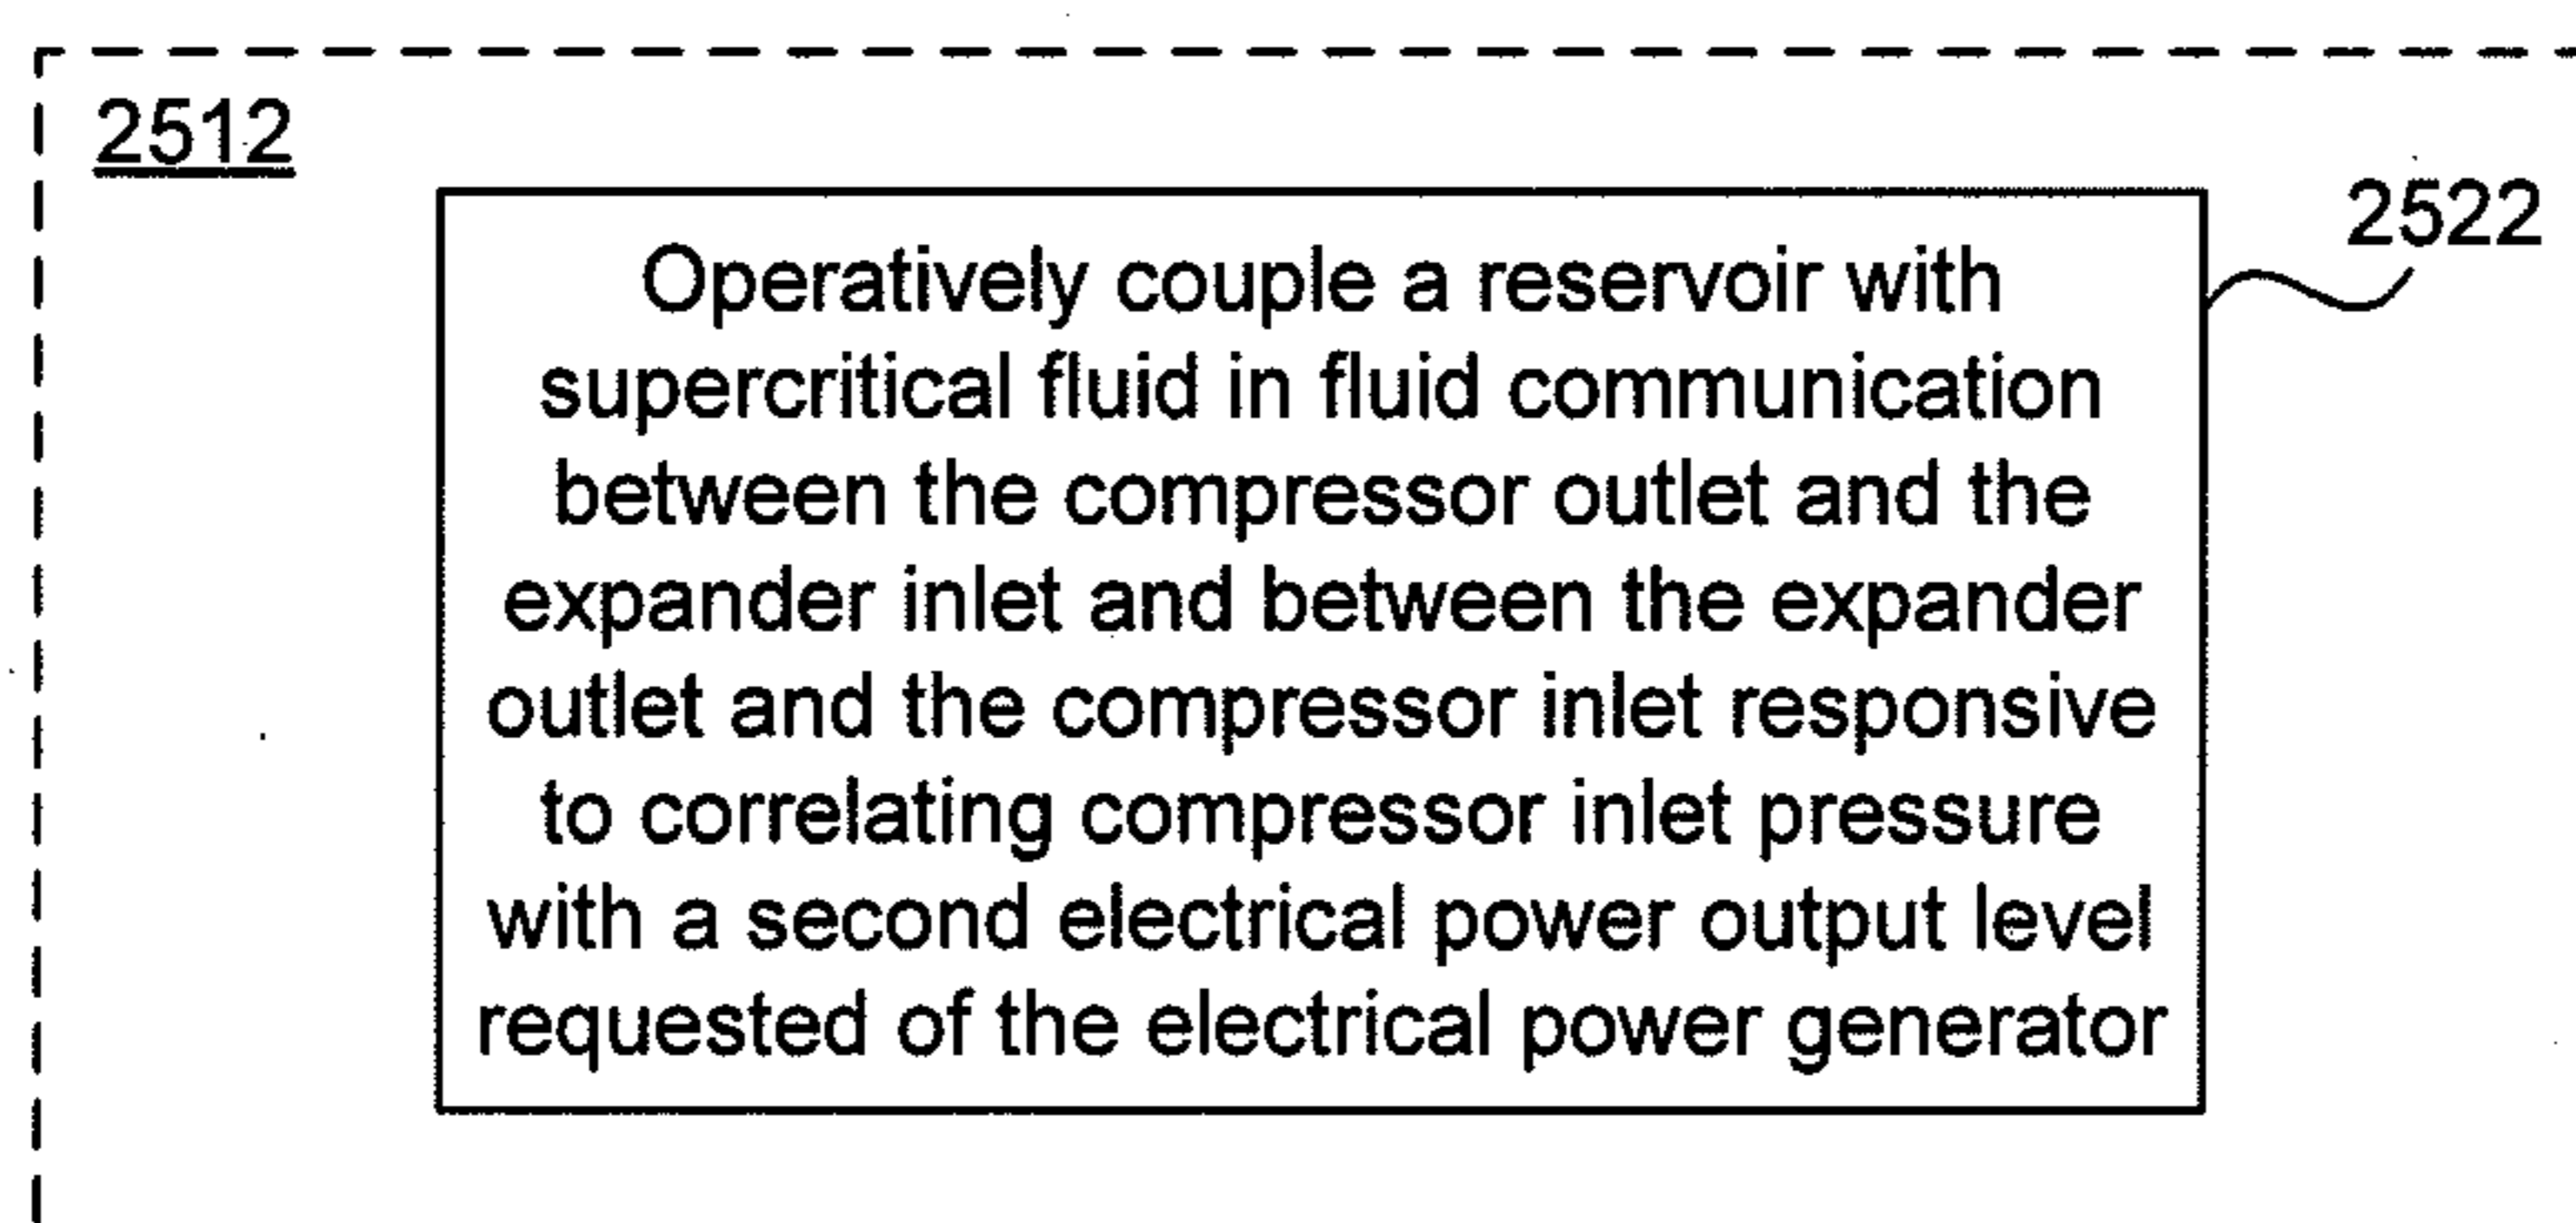 2512
2522
Operatively couple a reservoir with
supercritical fluid in fluid communication
between the compressor outlet and the
expander inlet and between the expander
outlet and the compressor inlet responsive
to correlating compressor inlet pressure
with a second electrical power output level
requested of the electrical power generator